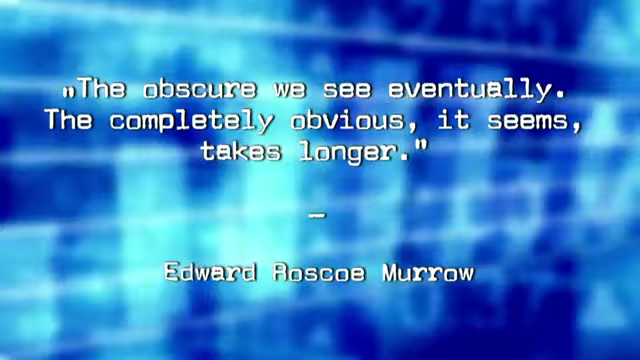 „The obscure we see eventually.
The completely obvious, it seems,
takes longer."
–
Edward Roscoe Murrow